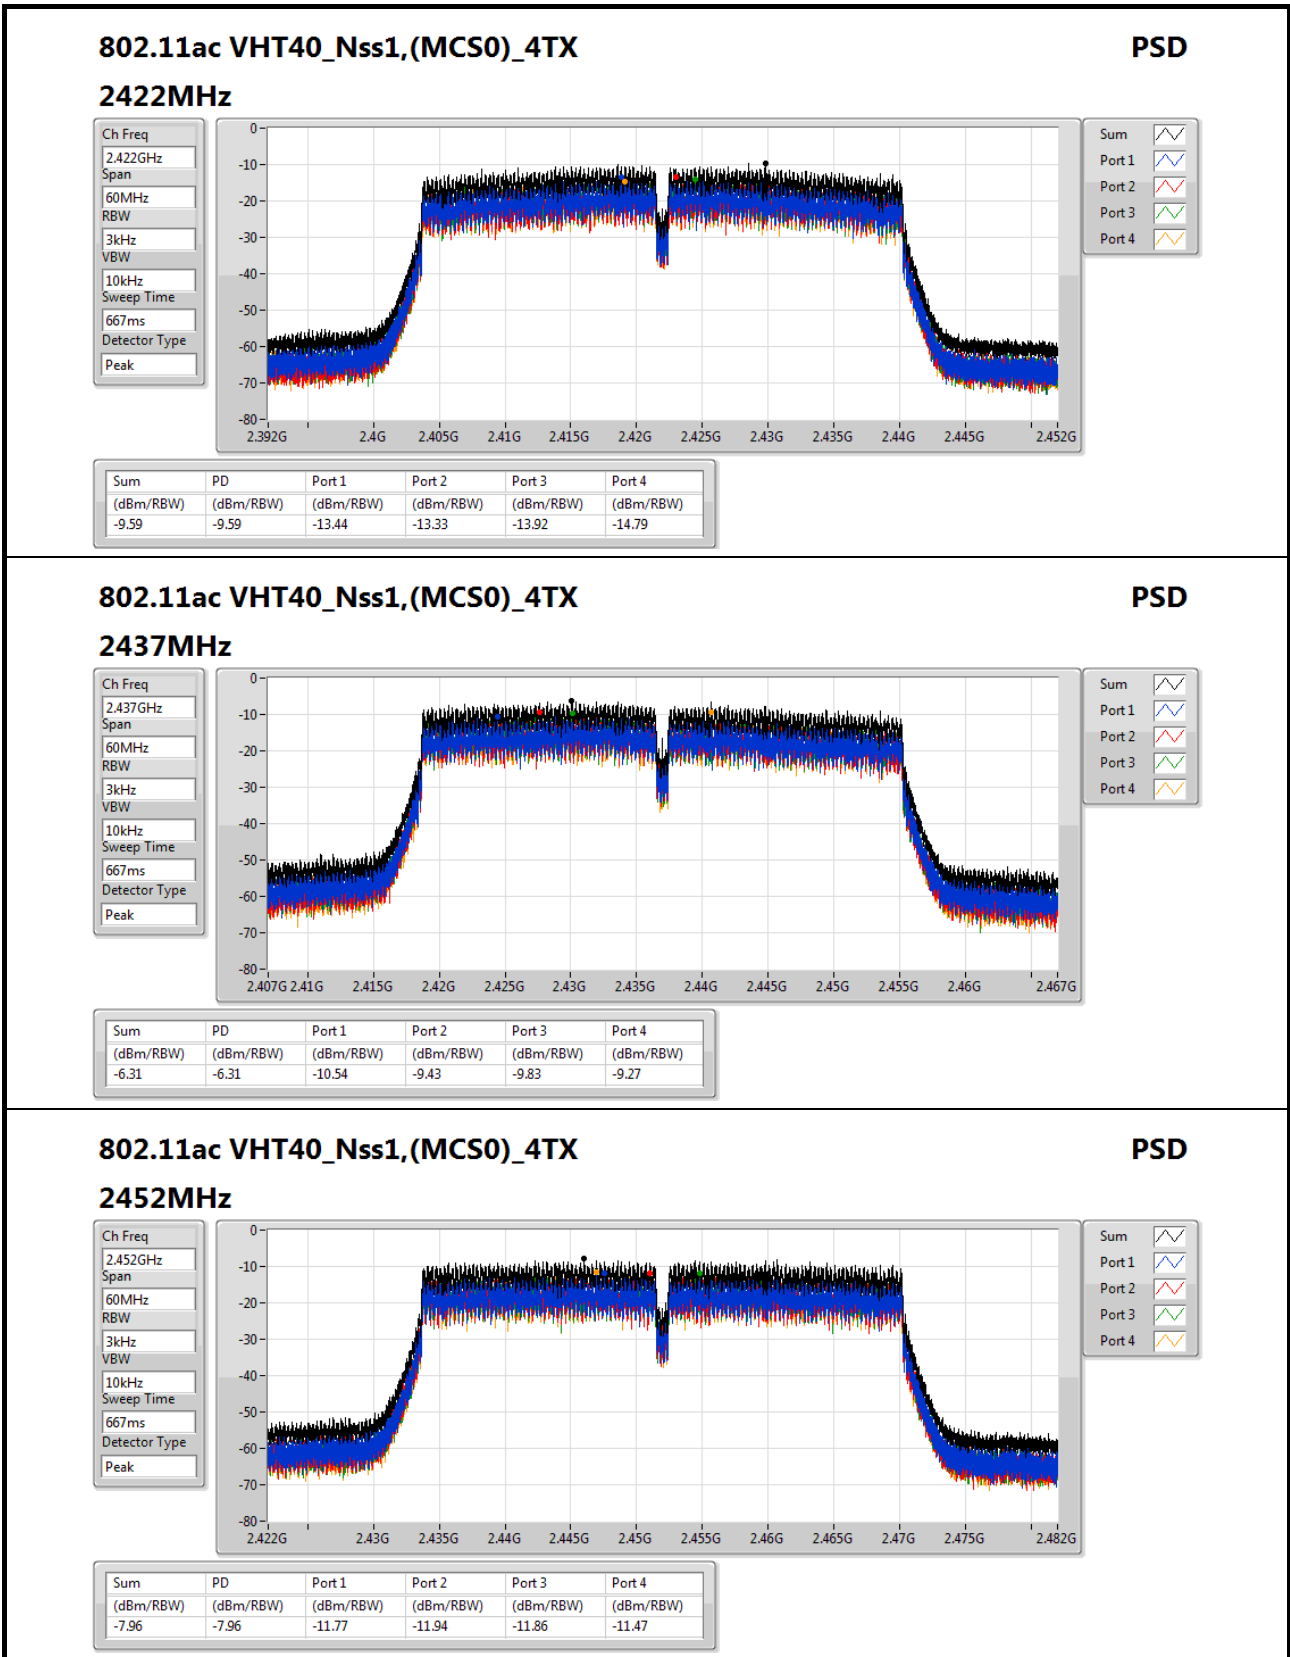 802.11ac VHT40_Nss1,(MCS0)_4TX PSD
2422MHz
Ch Freq
2.422GHz
Span
60MHz
RBW
3kHz
VBW
10kHz
Sweep Time
667ms
Detector Type
Peak
0
-10
-20
-30
-40
-50
-60
-70
-80
2.392G 2.4G 2.405G 2.41G 2.415G 2.42G 2.425G 2.43G 2.435G 2.44G 2.445G 2.452G
Sum
Port 1
Port 2
Port 3
Port 4
Sum PD Port 1 Port 2 Port 3 Port 4
(dBm/RBW) (dBm/RBW) (dBm/RBW) (dBm/RBW) (dBm/RBW) (dBm/RBW)
-9.59 -9.59 -13.44 -13.33 -13.92 -14.79
802.11ac VHT40_Nss1,(MCS0)_4TX PSD
2437MHz
Ch Freq
2.437GHz
Span
60MHz
RBW
3kHz
VBW
10kHz
Sweep Time
667ms
Detector Type
Peak
0
-10
-20
-30
-40
-50
-60
-70
-80
2.407G 2.41G 2.415G 2.42G 2.425G 2.43G 2.435G 2.44G 2.445G 2.45G 2.455G 2.46G 2.467G
Sum
Port 1
Port 2
Port 3
Port 4
Sum PD Port 1 Port 2 Port 3 Port 4
(dBm/RBW) (dBm/RBW) (dBm/RBW) (dBm/RBW) (dBm/RBW) (dBm/RBW)
-6.31 -6.31 -10.54 -9.43 -9.83 -9.27
802.11ac VHT40_Nss1,(MCS0)_4TX PSD
2452MHz
Ch Freq
2.452GHz
Span
60MHz
RBW
3kHz
VBW
10kHz
Sweep Time
667ms
Detector Type
Peak
0
-10
-20
-30
-40
-50
-60
-70
-80
2.422G 2.43G 2.435G 2.44G 2.445G 2.45G 2.455G 2.46G 2.465G 2.47G 2.475G 2.482G
Sum
Port 1
Port 2
Port 3
Port 4
Sum PD Port 1 Port 2 Port 3 Port 4
(dBm/RBW) (dBm/RBW) (dBm/RBW) (dBm/RBW) (dBm/RBW) (dBm/RBW)
-7.96 -7.96 -11.77 -11.94 -11.86 -11.47